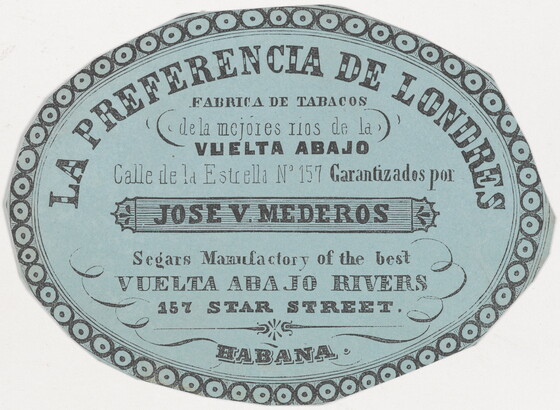 LA PREFERENCIA DE LONDRES
FABRICA DE TABACOS
de la mejores rios de la
VUELTA ABAJO
Calle de la Estrella Nº 157 Garantizados por
JOSE V. MEDEROS
Segars Manufactory of the best
VUELTA ABAJO RIVERS
157 STAR STREET.
HABANA.